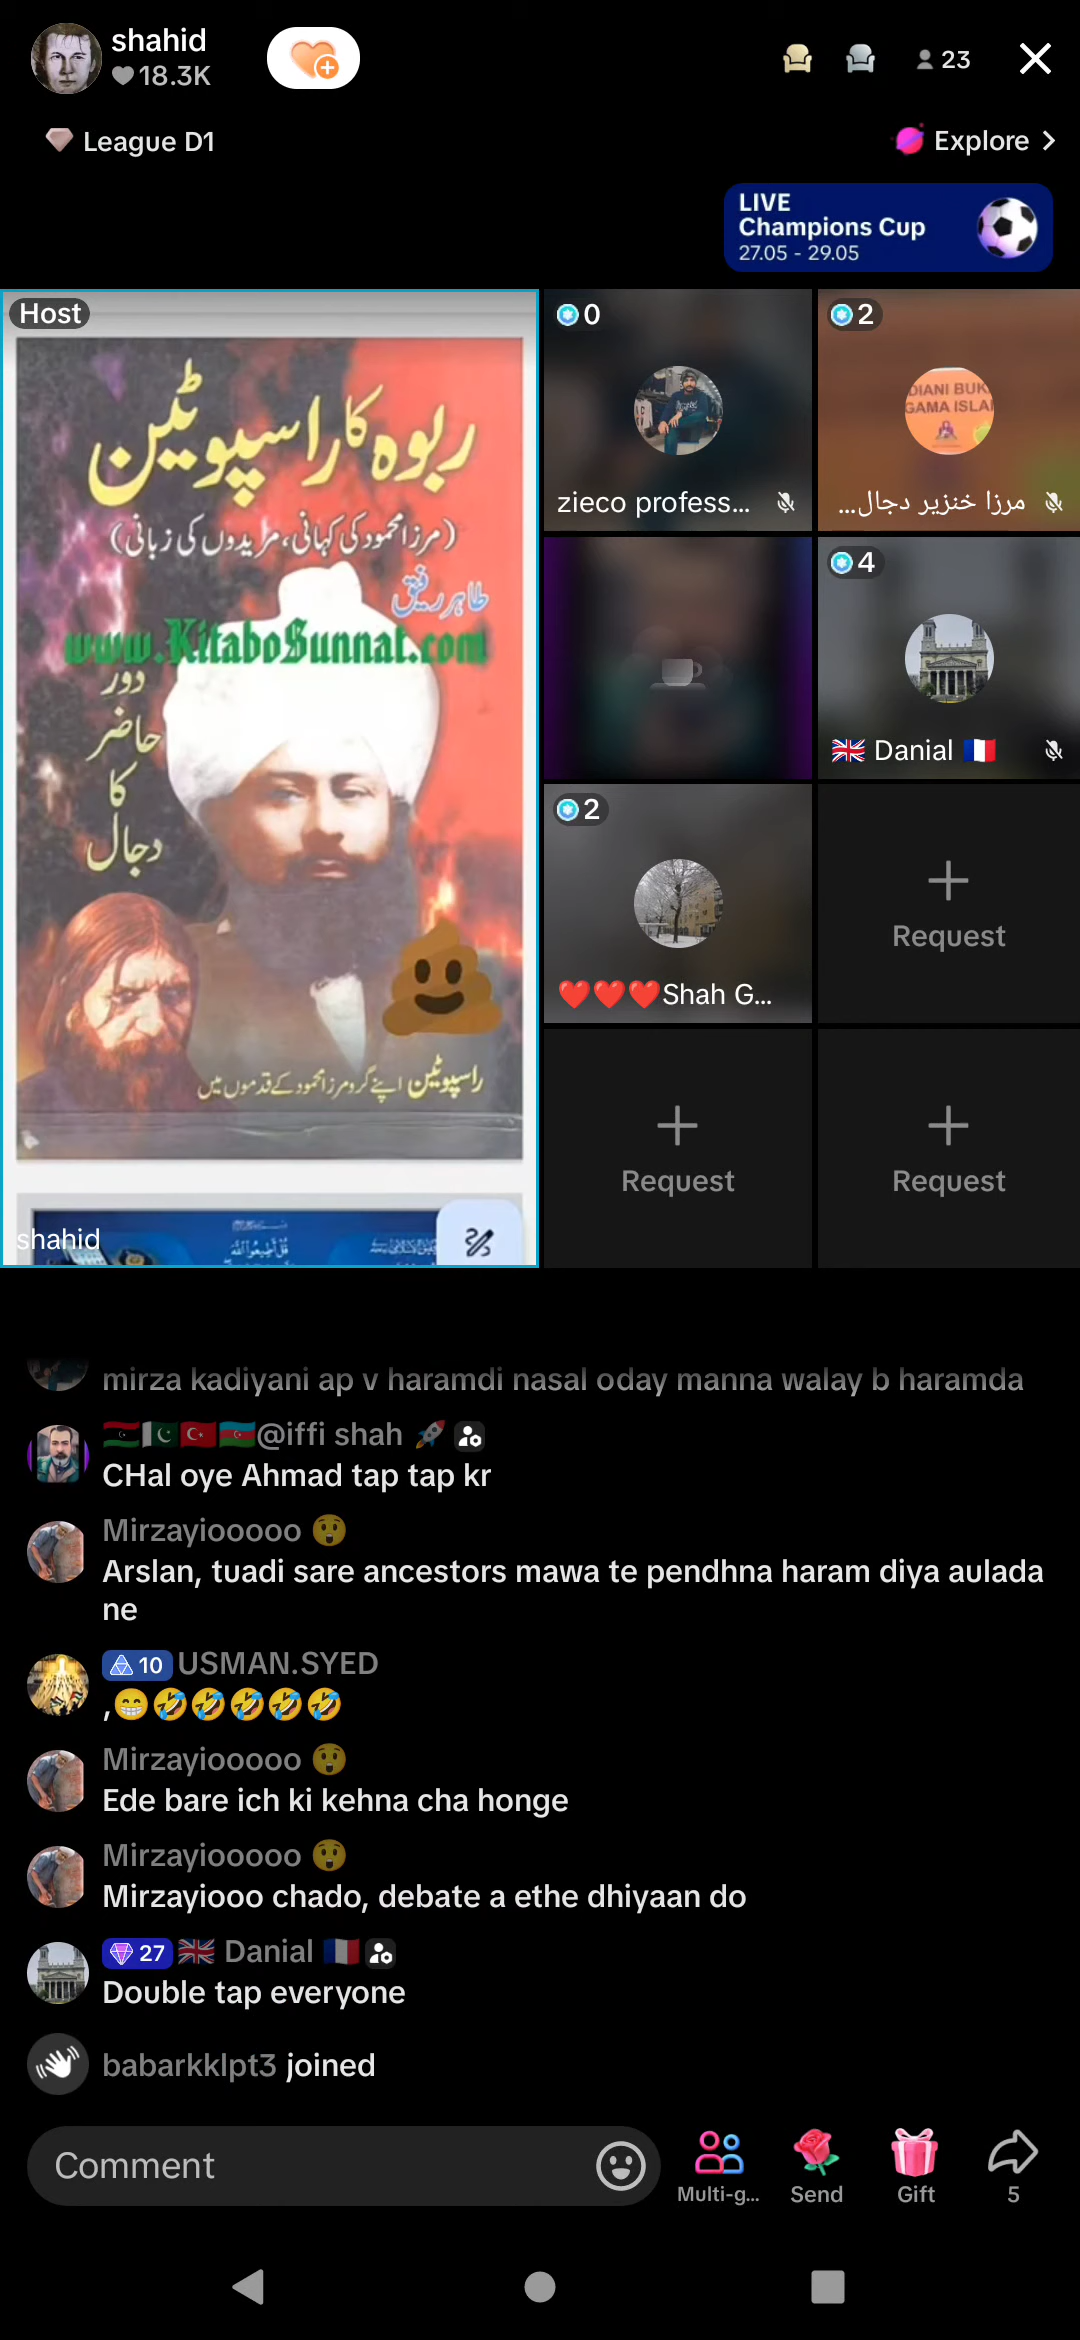 shahid
18.3K
23
League D1
Explore
LIVE
Champions Cup
27.05 - 29.05
Host
ربوہ کا راسپوٹین
(مرزا محمود کی کہانی، مریدوں کی زبانی)
طاہر رفیق
www.KitaboSunnat.com
دور
حاضر
کا
دجال
راسپوٹین اپنے گرو مرزا محمود کے قدموں میں
shahid
0
zieco profess...
2
DIANI BUK
GAMA ISLA
مرزا خنزیر دجال...
4
🇬🇧 Danial 🇫🇷
2
❤️❤️❤️Shah G...
Request
Request
Request
mirza kadiyani ap v haramdi nasal oday manna walay b haramda
@iffi shah 🚀
CHal oye Ahmad tap tap kr
Mirzayiooooo 😲
Arslan, tuadi sare ancestors mawa te pendhna haram diya aulada
ne
10 USMAN.SYED
,😁🤣🤣🤣🤣🤣
Mirzayiooooo 😲
Ede bare ich ki kehna cha honge
Mirzayiooooo 😲
Mirzayiooo chado, debate a ethe dhiyaan do
27 🇬🇧 Danial 🇫🇷
Double tap everyone
babarkklpt3 joined
Comment
Multi-g...
Send
Gift
5